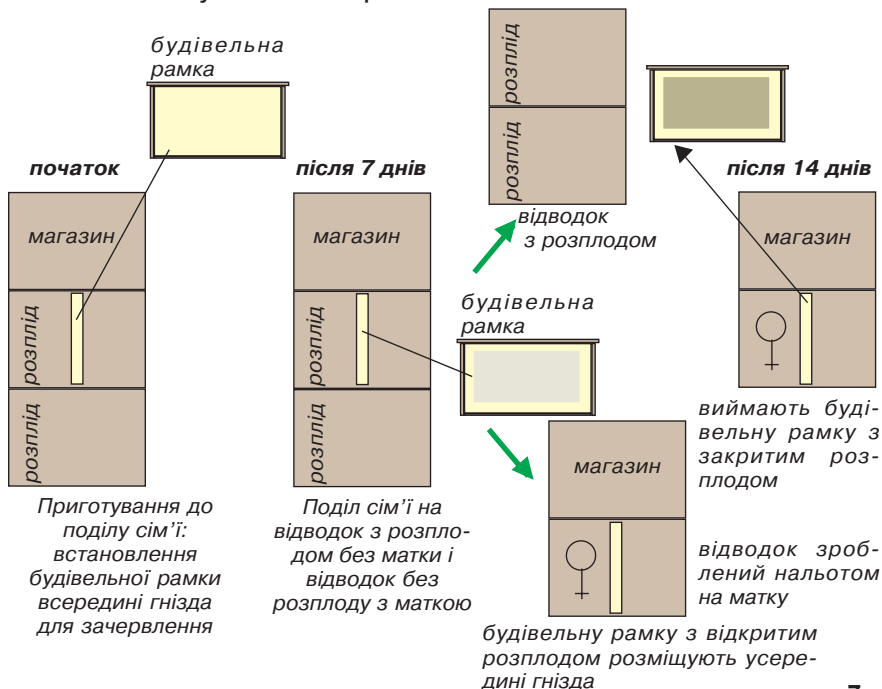 будівельна
рамка
початок
магазин
розплід
розплід
Приготування до
поділу сім’ї:
встановлення
будівельної рамки
всередині гнізда
для зачервлення
після 7 днів
магазин
розплід
розплід
Поділ сім’ї на
відводок з розпло-
дом без матки і
відводок без
розплоду з маткою
розплід
розплід
відводок
з розплодом
будівельна
рамка
магазин
будівельну рамку з відкритим
розплодом розміщують усере-
дині гнізда
після 14 днів
магазин
виймають буді-
вельну рамку з
закритим роз-
плодом
відводок зроб-
лений нальотом
на матку